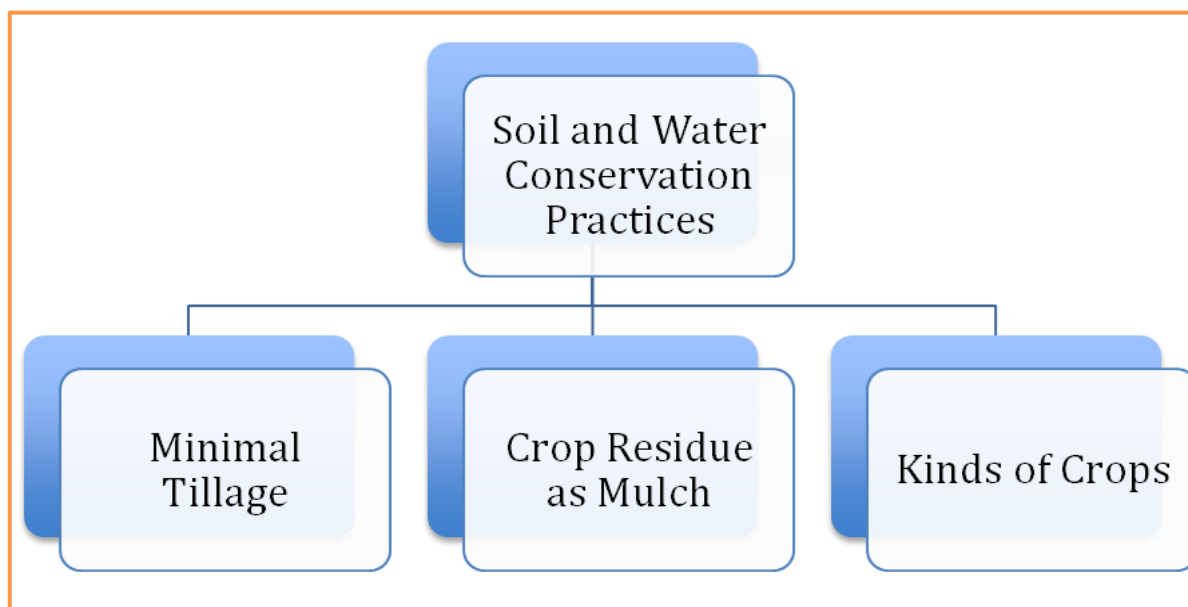 Soil and Water
Conservation
Practices
Minimal
Tillage
Crop Residue
as Mulch
Kinds of Crops